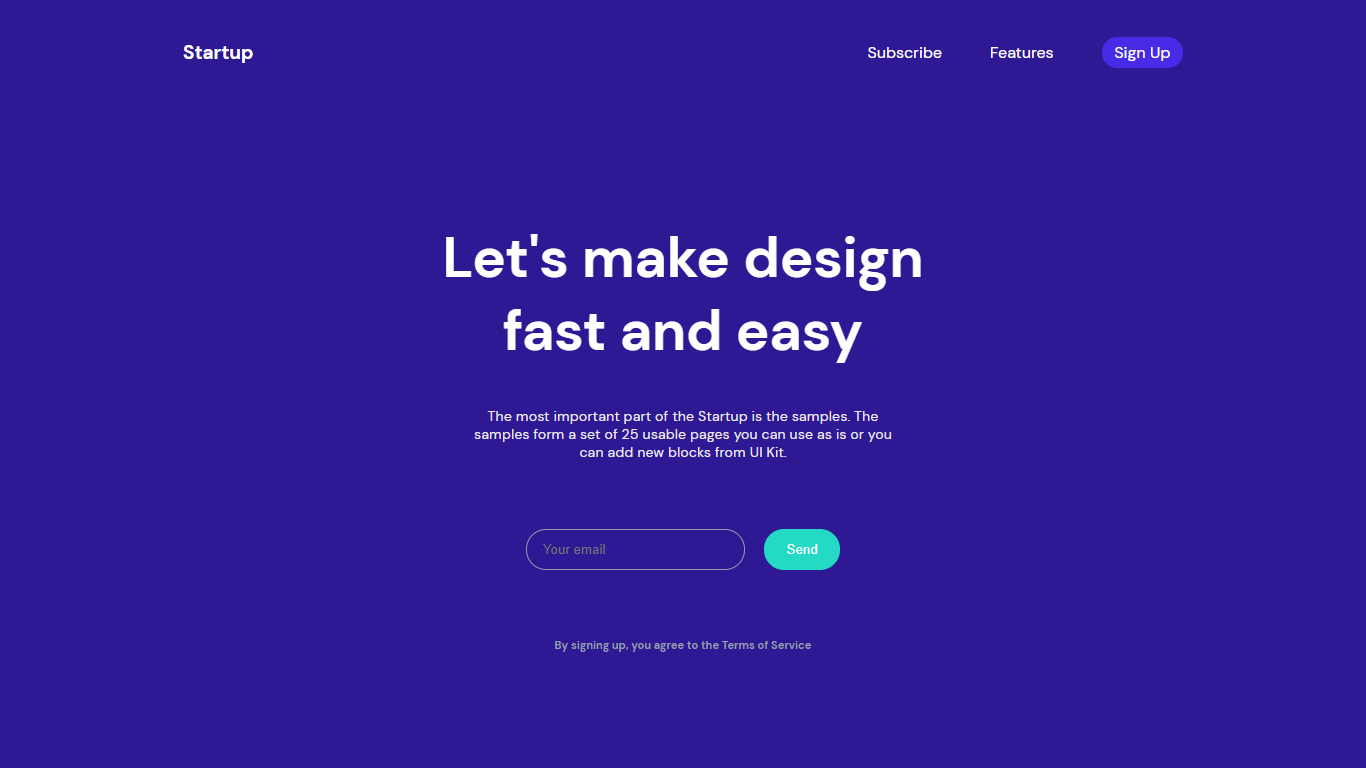 Startup
Subscribe
Features
Sign Up
Let's make design
fast and easy
The most important part of the Startup is the samples. The
samples form a set of 25 usable pages you can use as is or you
can add new blocks from UI Kit.
Your email
Send
By signing up, you agree to the Terms of Service